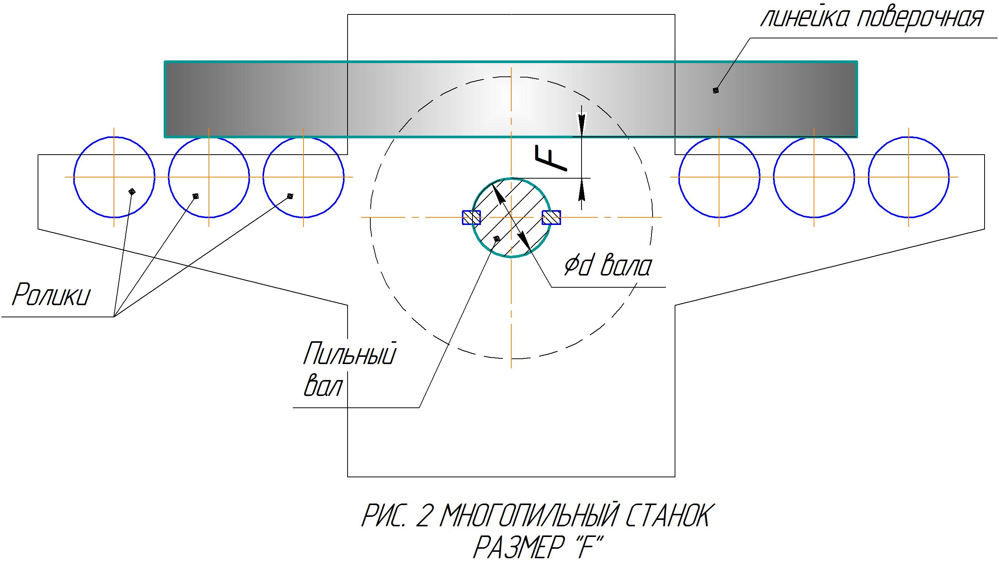 линейка поверочная
F
Ød вала
Ролики
Пильный
вал
РИС. 2 МНОГОПИЛЬНЫЙ СТАНОК
РАЗМЕР "F"